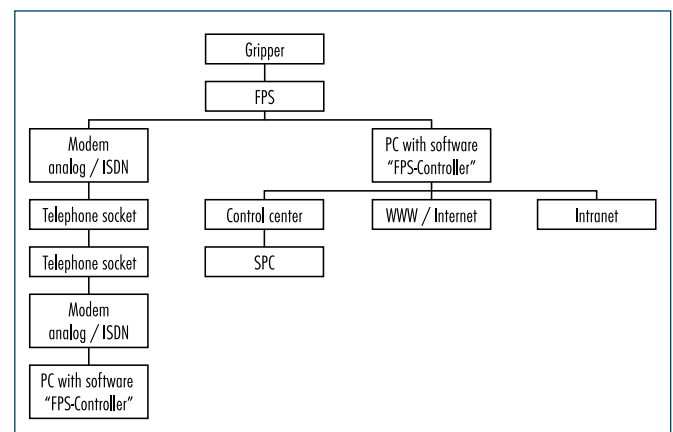 Gripper
FPS
Modem
analog / ISDN
PC with software
“FPS-Controller”
Telephone socket
Control center
WWW / Internet
Intranet
Telephone socket
SPC
Modem
analog / ISDN
PC with software
“FPS-Controller”